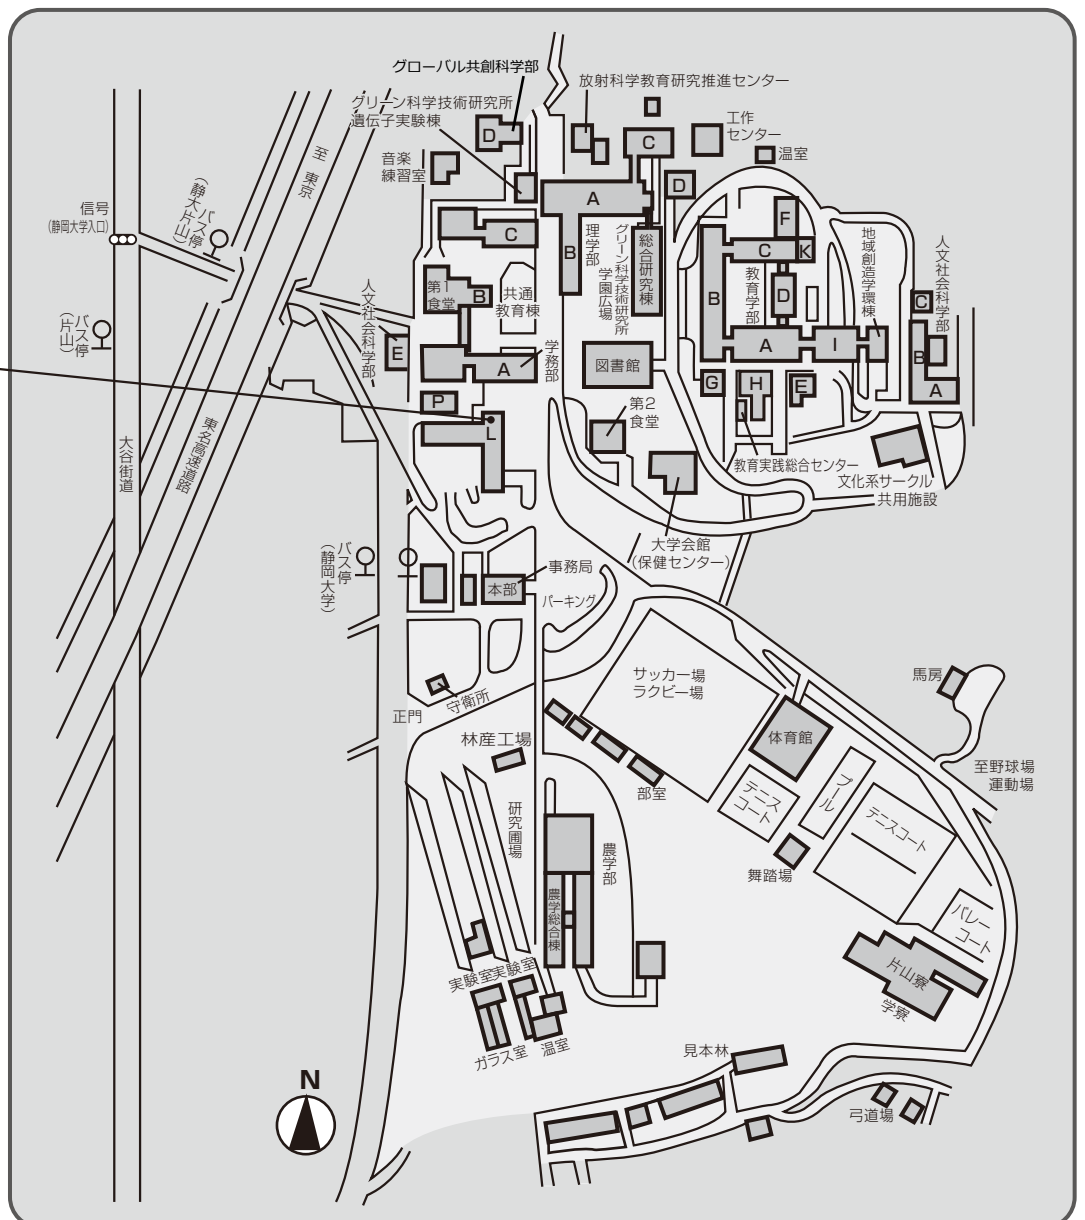 グローバル共創科学部
放射科学教育研究推進センター
グリーン科学技術研究所
遺伝子実験棟
D
C
工作
センター
温室
音楽
練習室
至 東京
バス停
(静大片山)
信号
(静岡大学入口)
A
D
F
C
B
理学部
グリーン科学技術研究所
総合研究棟
学園広場
C
K
地域創造学環棟
人文社会科学部
第1
食堂
B
共通
教育棟
B
教育学部
D
C
バス停
(片山)
人文社会科学部
E
学務部
A
図書館
A
I
B
A
G
H
E
P
L
第2
食堂
教育実践総合センター
文化系サークル
共用施設
大谷街道
東名高速道路
大学会館
(保健センター)
バス停
(静岡大学)
本部
事務局
パーキング
サッカー場
ラクビー場
馬房
守衛所
正門
体育館
林産工場
至野球場
運動場
部室
テニス
コート
プール
テニスコート
研究圃場
農学部
舞踏場
バレー
コート
農学総合棟
片山寮
学寮
実験室
実験室
ガラス室
温室
見本林
弓道場
N